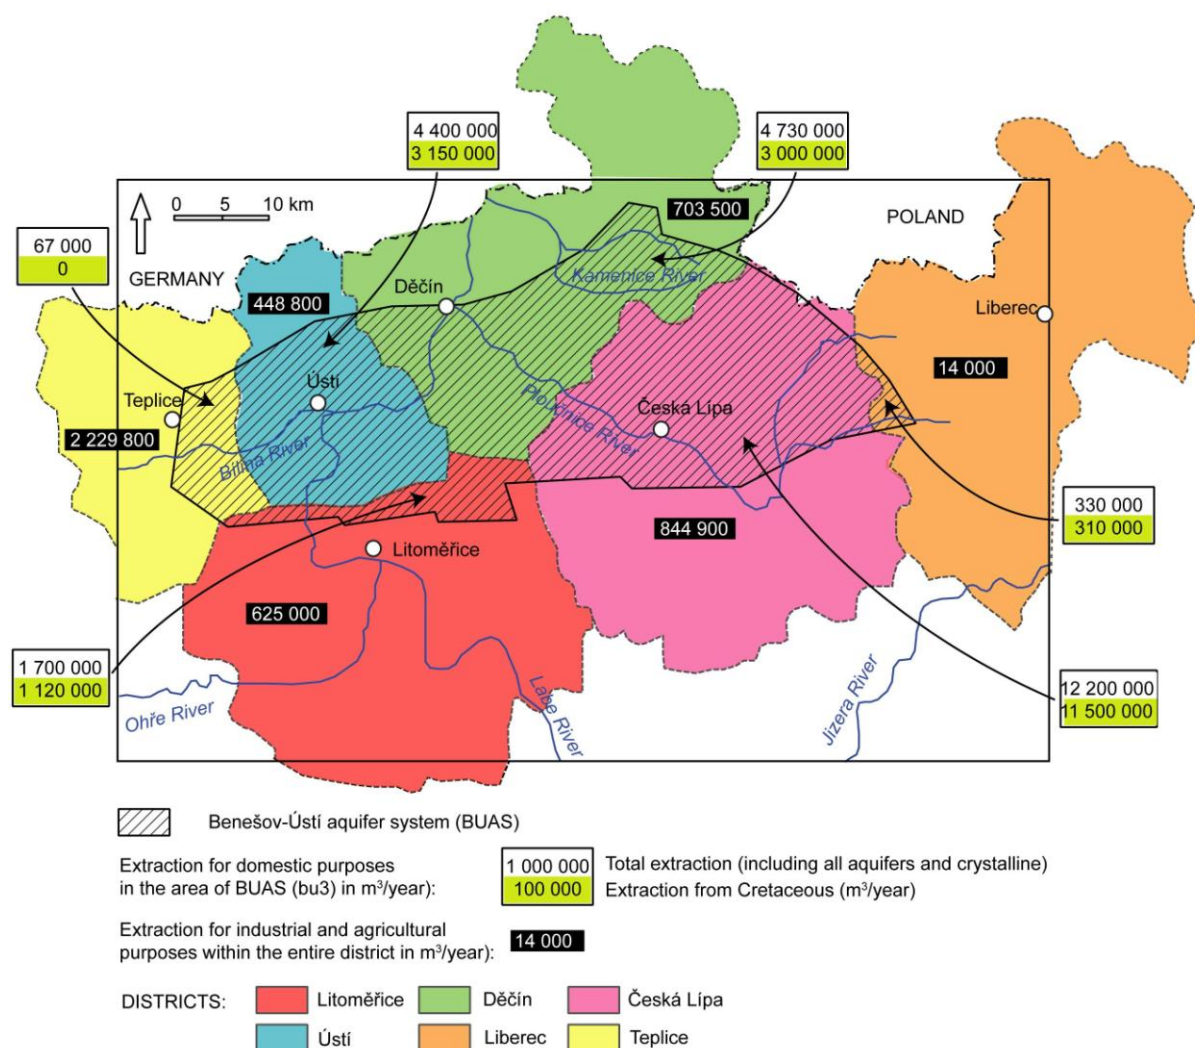 4 400 000
3 150 000
4 730 000
3 000 000
0 5 10 km
703 500
POLAND
67 000
0
GERMANY
448 800
Kamenice River
Děčín
Liberec
14 000
Teplice
Ústí
Ploučnice River
Česká Lípa
2 229 800
Bílina River
330 000
310 000
844 900
Litoměřice
625 000
1 700 000
1 120 000
Ohře River
Labe River
Jizera River
12 200 000
11 500 000
Benešov-Ústí aquifer system (BUAS)
Extraction for domestic purposes
in the area of BUAS (bu3) in m³/year):
1 000 000
100 000
Total extraction (including all aquifers and crystalline)
Extraction from Cretaceous (m³/year)
Extraction for industrial and agricultural
purposes within the entire district in m³/year):
14 000
DISTRICTS:
Litoměřice
Děčín
Česká Lípa
Ústí
Liberec
Teplice